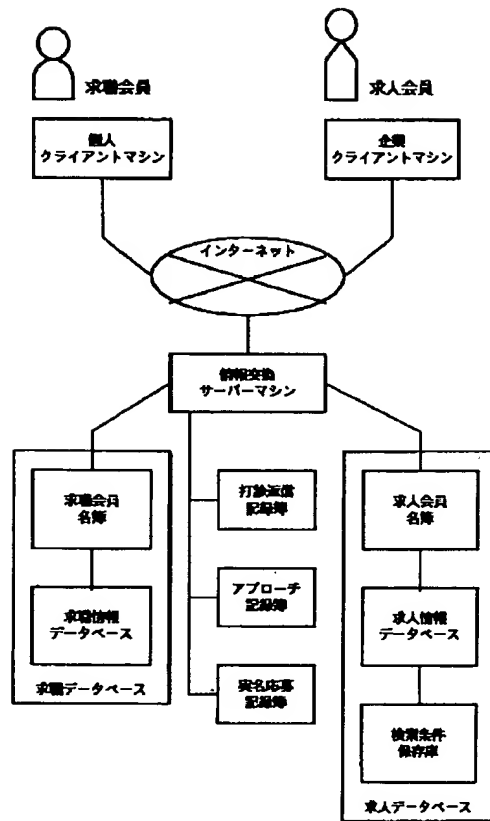 求職会員
求人会員
個人
クライアントマシン
企業
クライアントマシン
インターネット
情報交換
サーバーマシン
求職会員
名簿
打診返信
記録簿
求人会員
名簿
求職情報
データベース
アプローチ
記録簿
求人情報
データベース
求職データベース
実名応募
記録簿
検索条件
保存庫
求人データベース